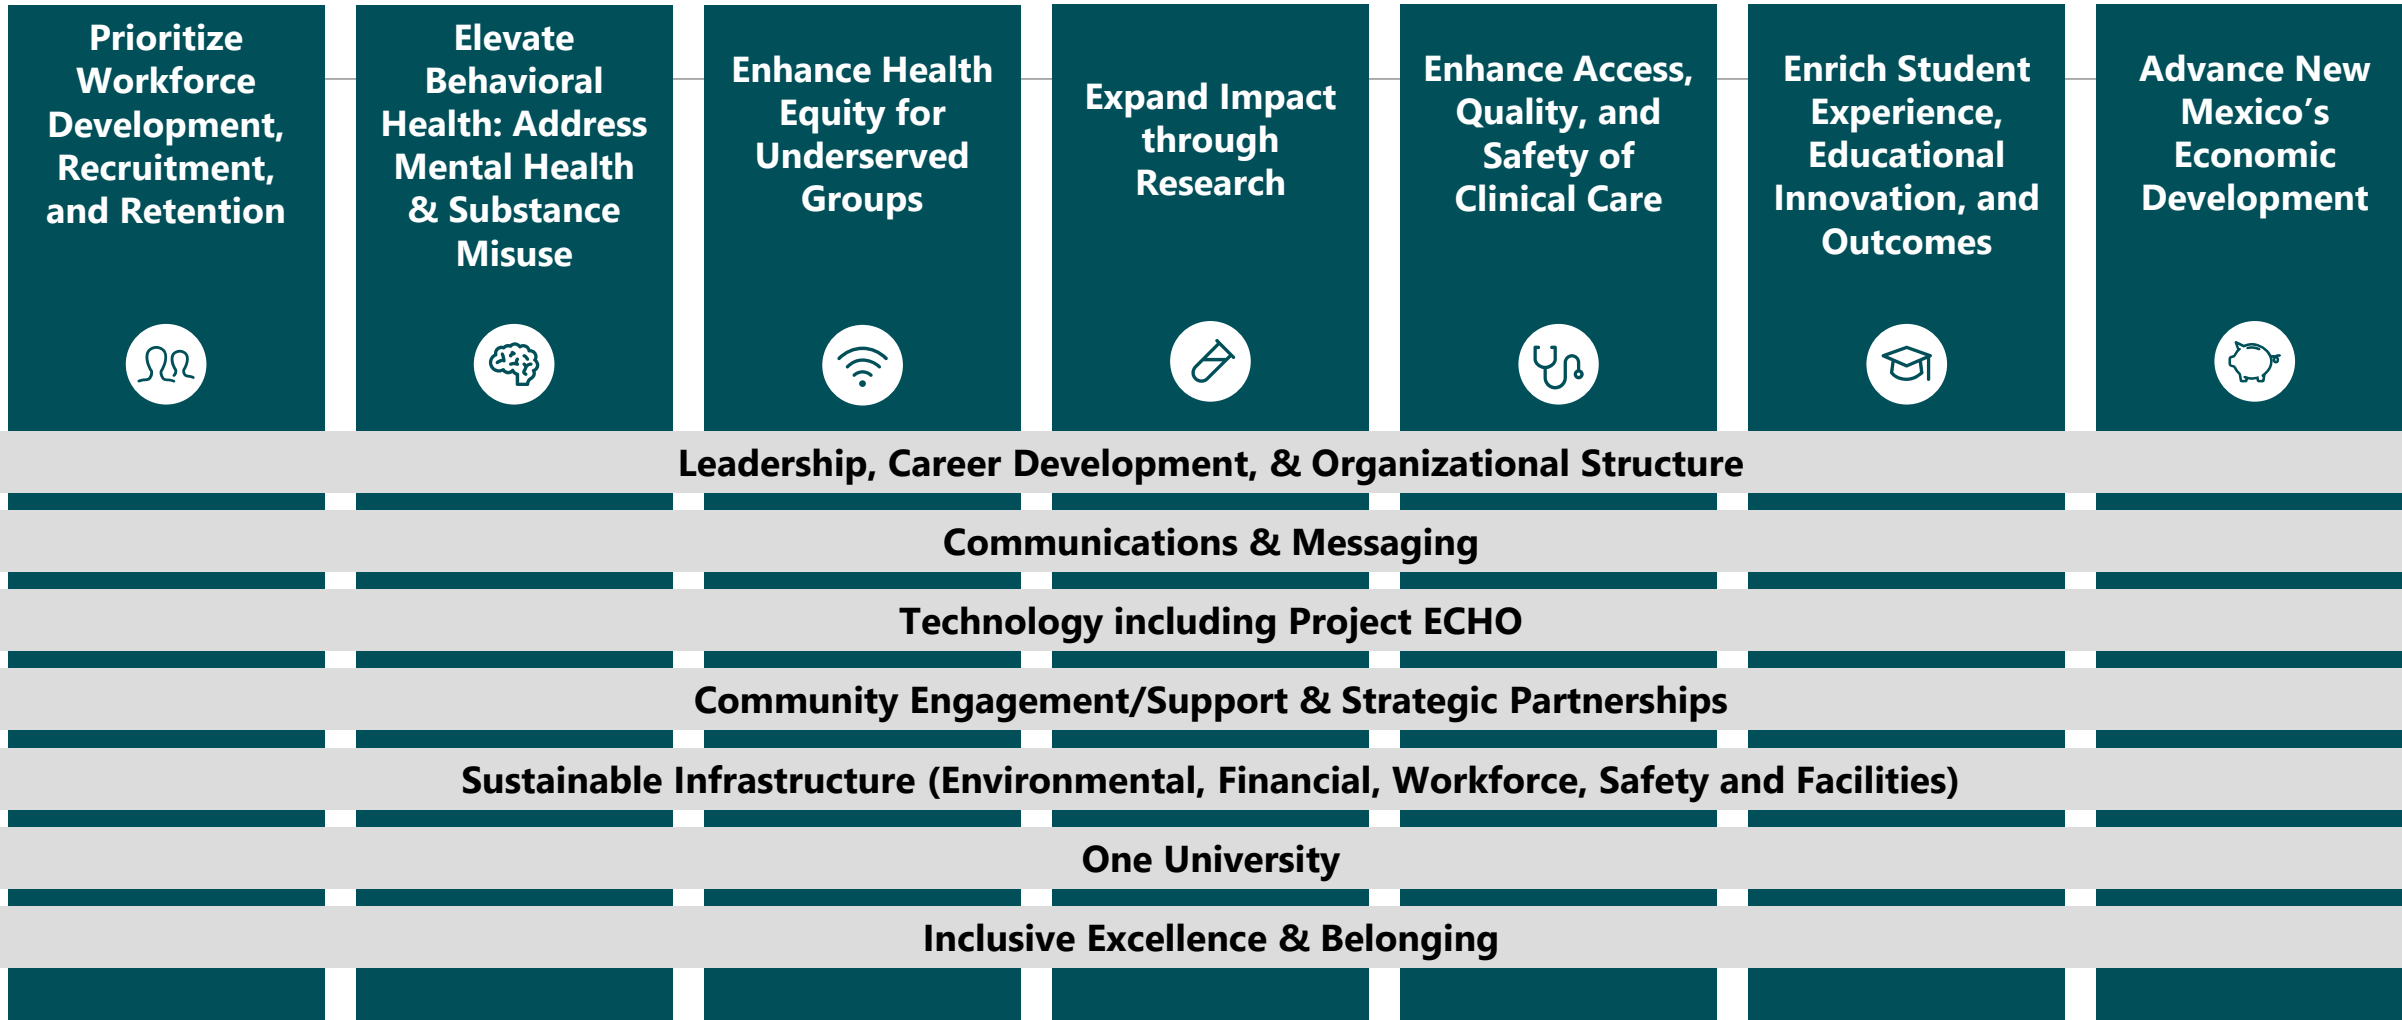 Prioritize
Workforce
Development,
Recruitment,
and Retention
Elevate
Behavioral
Health: Address
Mental Health
& Substance
Misuse
Enhance Health
Equity for
Underserved
Groups
Expand Impact
through
Research
Enhance Access,
Quality, and
Safety of
Clinical Care
Enrich Student
Experience,
Educational
Innovation, and
Outcomes
Advance New
Mexico’s
Economic
Development
Leadership, Career Development, & Organizational Structure
Communications & Messaging
Technology including Project ECHO
Community Engagement/Support & Strategic Partnerships
Sustainable Infrastructure (Environmental, Financial, Workforce, Safety and Facilities)
One University
Inclusive Excellence & Belonging